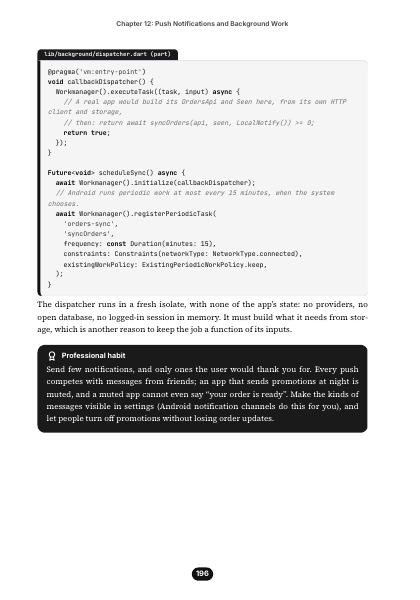 Chapter 12: Push Notifications and Background Work
lib/background/dispatcher.dart (part)
@pragma('vm:entry-point')
void callbackDispatcher() {
  Workmanager().executeTask((task, input) async {
    // A real app would build its OrdersApi and Seen here, from its own HTTP
client and storage,
    // then: return await syncOrders(api, seen, LocalNotify()) >= 0;
    return true;
  });
}
Future<void> scheduleSync() async {
  await Workmanager().initialize(callbackDispatcher);
  // Android runs periodic work at most every 15 minutes, when the system
chooses.
  await Workmanager().registerPeriodicTask(
    'orders-sync',
    'syncOrders',
    frequency: const Duration(minutes: 15),
    constraints: Constraints(networkType: NetworkType.connected),
    existingWorkPolicy: ExistingPeriodicWorkPolicy.keep,
  );
}
The dispatcher runs in a fresh isolate, with none of the app's state: no providers, no
open database, no logged-in session in memory. It must build what it needs from stor-
age, which is another reason to keep the job a function of its inputs.
Professional habit
Send few notifications, and only ones the user would thank you for. Every push
competes with messages from friends; an app that sends promotions at night is
muted, and a muted app cannot even say “your order is ready”. Make the kinds of
messages visible in settings (Android notification channels do this for you), and
let people turn off promotions without losing order updates.
196